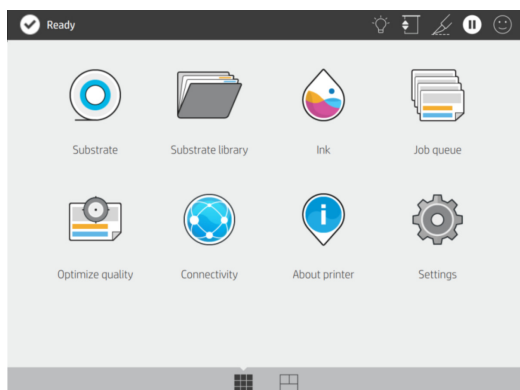 Ready
Substrate
Substrate library
Ink
Job queue
Optimize quality
Connectivity
About printer
Settings